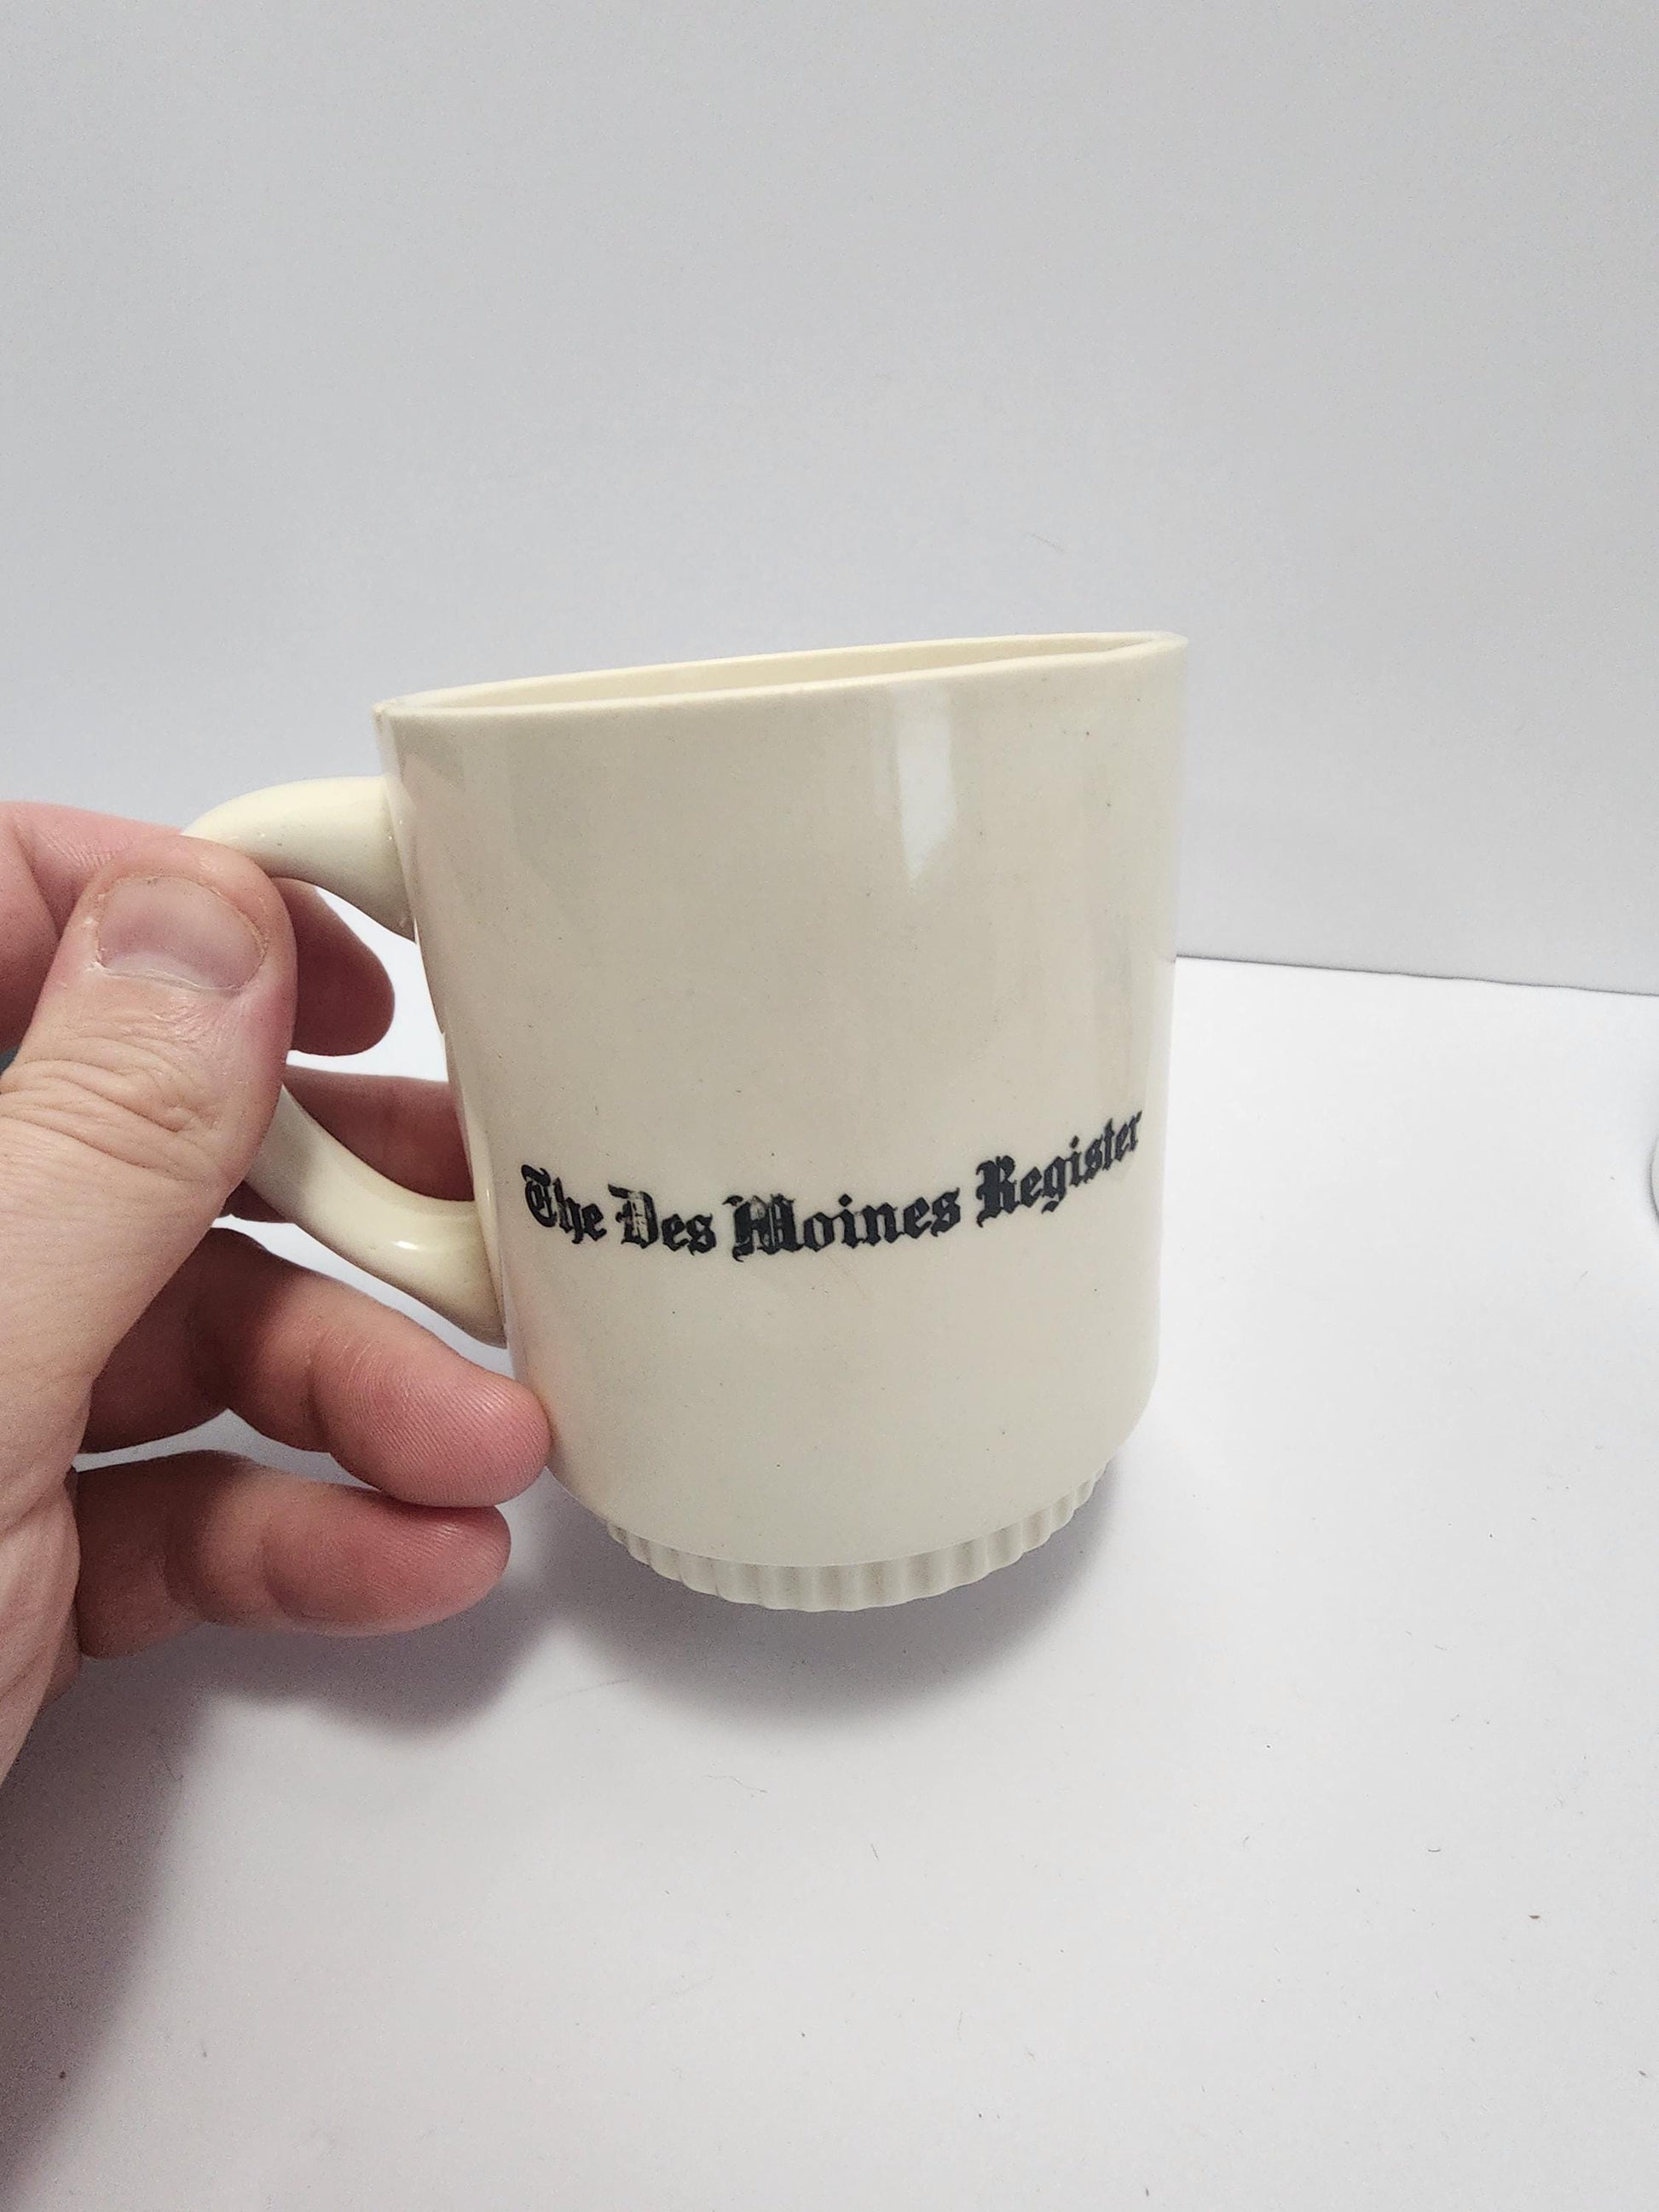 The Des Moines Register